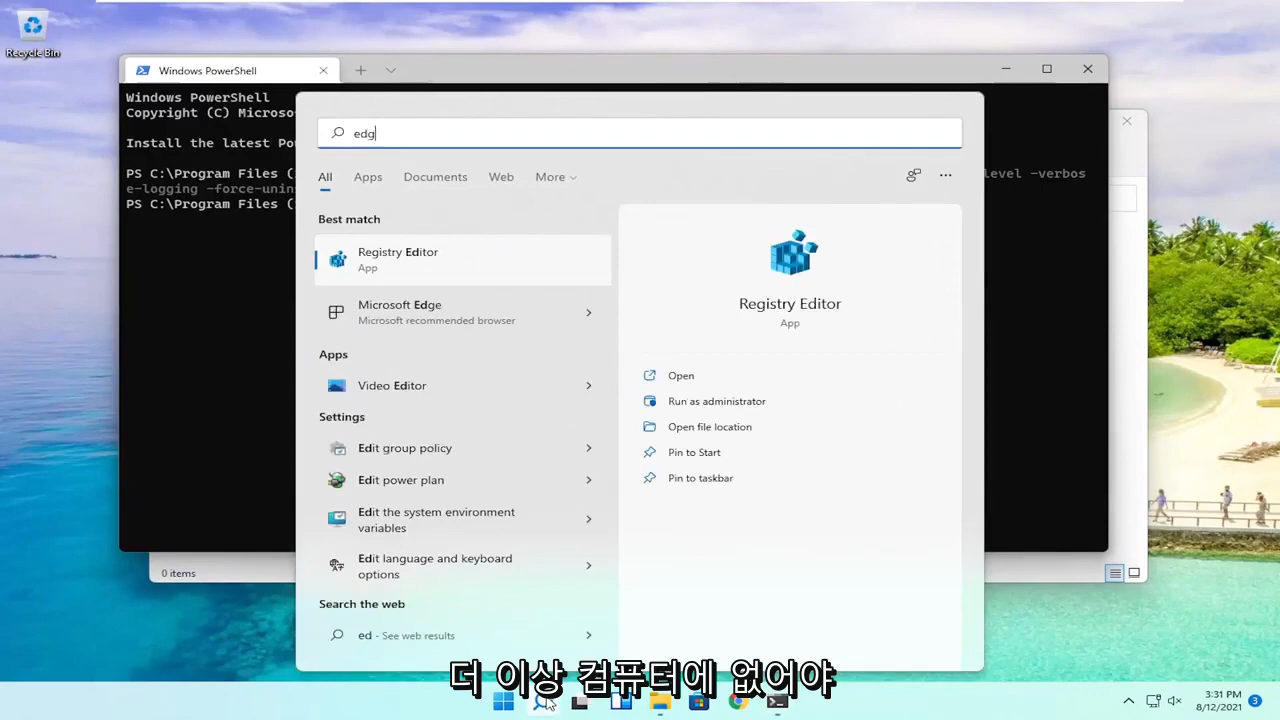 Recycle Bin
Windows PowerShell
Windows PowerShell
Copyright (C) Microso
Install the latest Po
PS C:\Program Files (
level -verbos
e-logging -force-unins
PS C:\Program Files (
edg
All Apps Documents Web More
Best match
Registry Editor
App
Microsoft Edge
Microsoft recommended browser
Apps
Video Editor
Settings
Edit group policy
Edit power plan
Edit the system environment
variables
Edit language and keyboard
options
Search the web
ed - See web results
Registry Editor
App
Open
Run as administrator
Open file location
Pin to Start
Pin to taskbar
0 items
더 이상 컴퓨터에 없어야
3:31 PM
8/12/2021
3